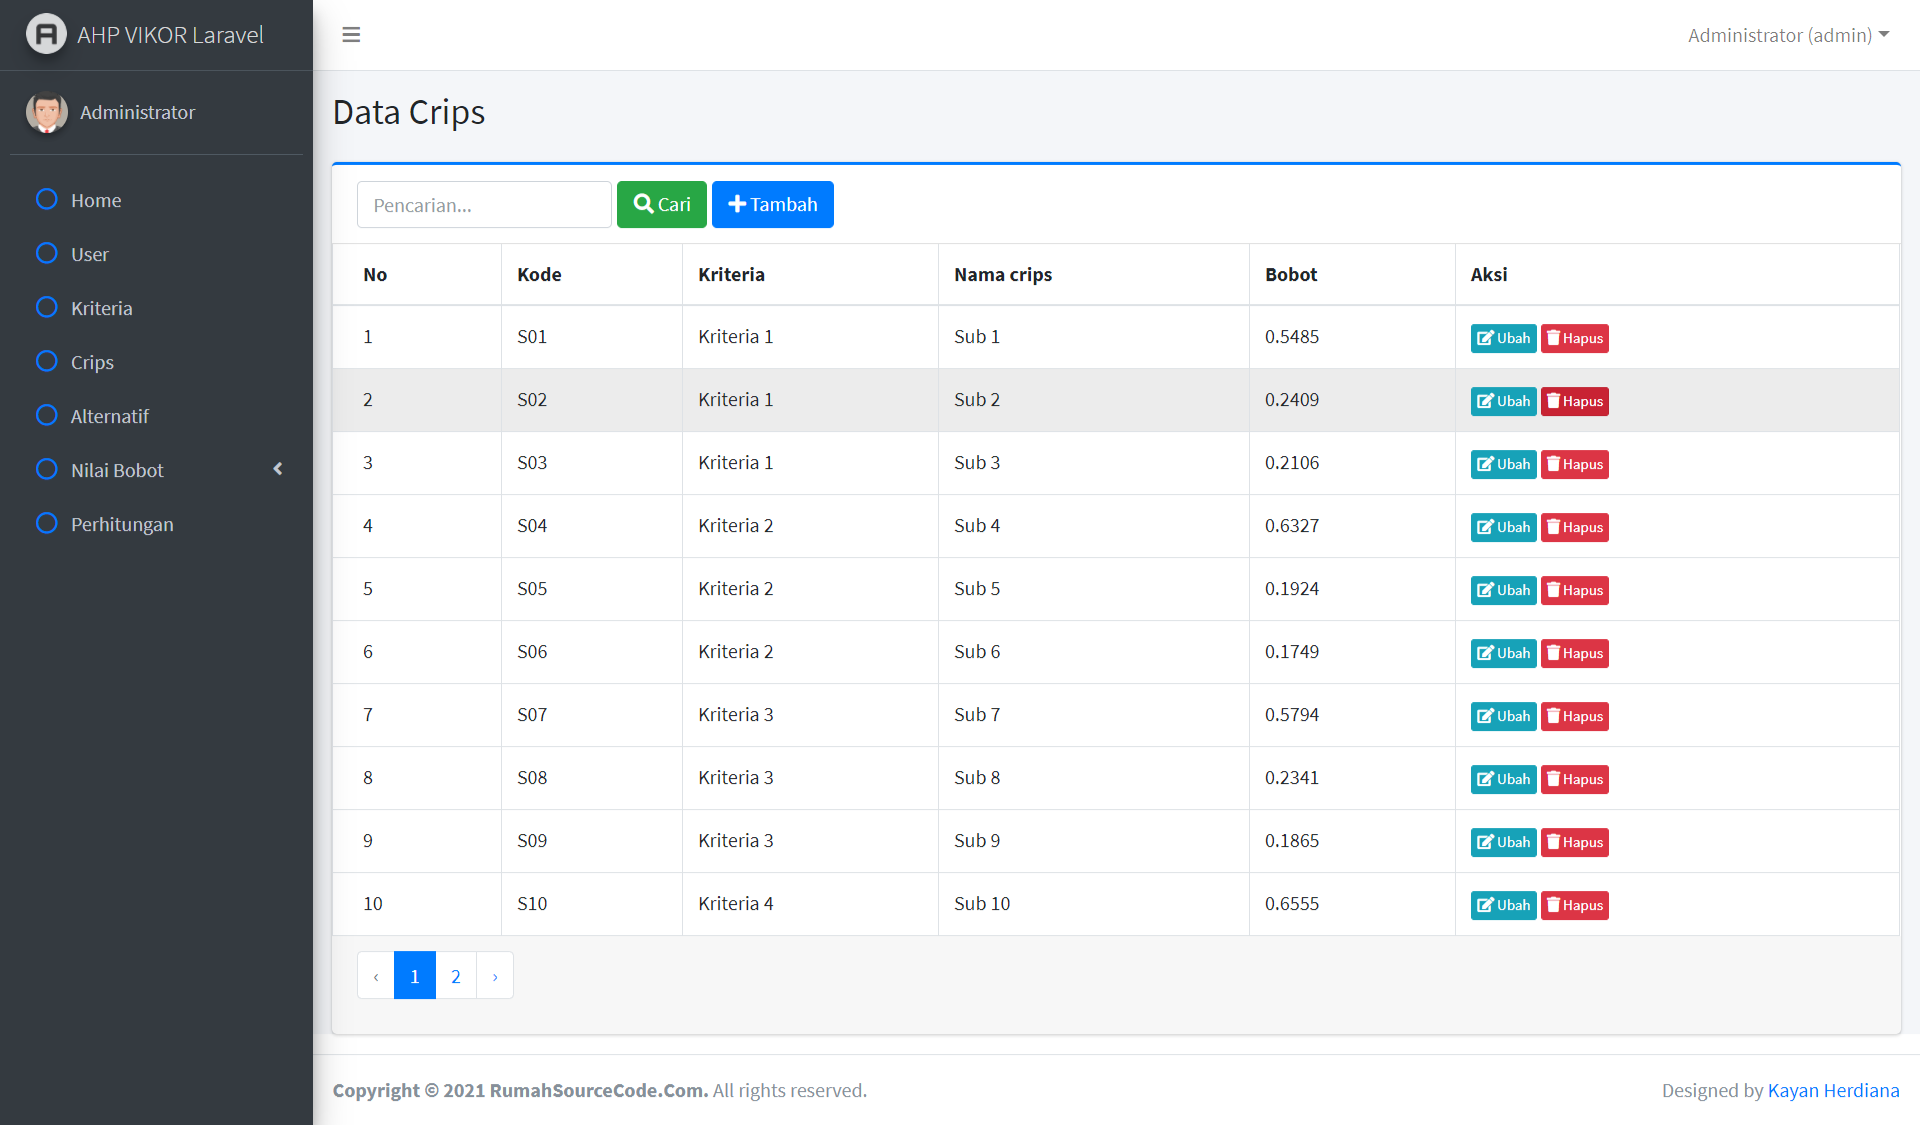 AHP VIKOR Laravel
Administrator (admin)
Administrator
Home
User
Kriteria
Crips
Alternatif
Nilai Bobot
Perhitungan
Data Crips
Pencarian... Cari Tambah
No Kode Kriteria Nama crips Bobot Aksi
1 S01 Kriteria 1 Sub 1 0.5485 Ubah Hapus
2 S02 Kriteria 1 Sub 2 0.2409 Ubah Hapus
3 S03 Kriteria 1 Sub 3 0.2106 Ubah Hapus
4 S04 Kriteria 2 Sub 4 0.6327 Ubah Hapus
5 S05 Kriteria 2 Sub 5 0.1924 Ubah Hapus
6 S06 Kriteria 2 Sub 6 0.1749 Ubah Hapus
7 S07 Kriteria 3 Sub 7 0.5794 Ubah Hapus
8 S08 Kriteria 3 Sub 8 0.2341 Ubah Hapus
9 S09 Kriteria 3 Sub 9 0.1865 Ubah Hapus
10 S10 Kriteria 4 Sub 10 0.6555 Ubah Hapus
‹ 1 2 ›
Copyright © 2021 RumahSourceCode.Com. All rights reserved.
Designed by Kayan Herdiana